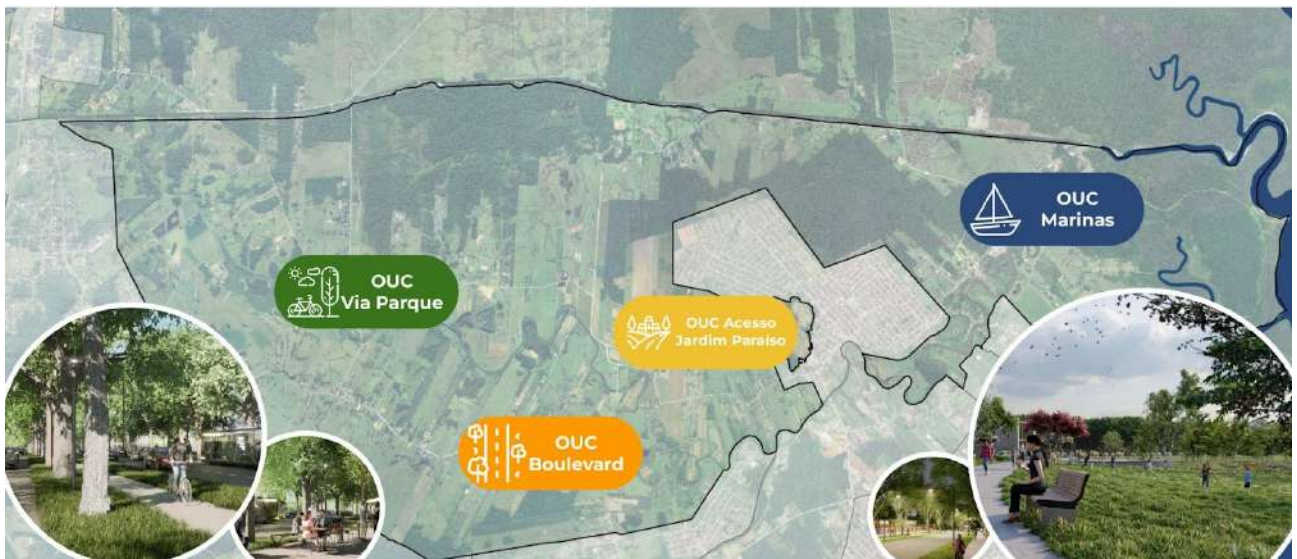 OUC
Marinas
OUC
Via Parque
OUC Acesso
Jardim Paraíso
OUC
Boulevard